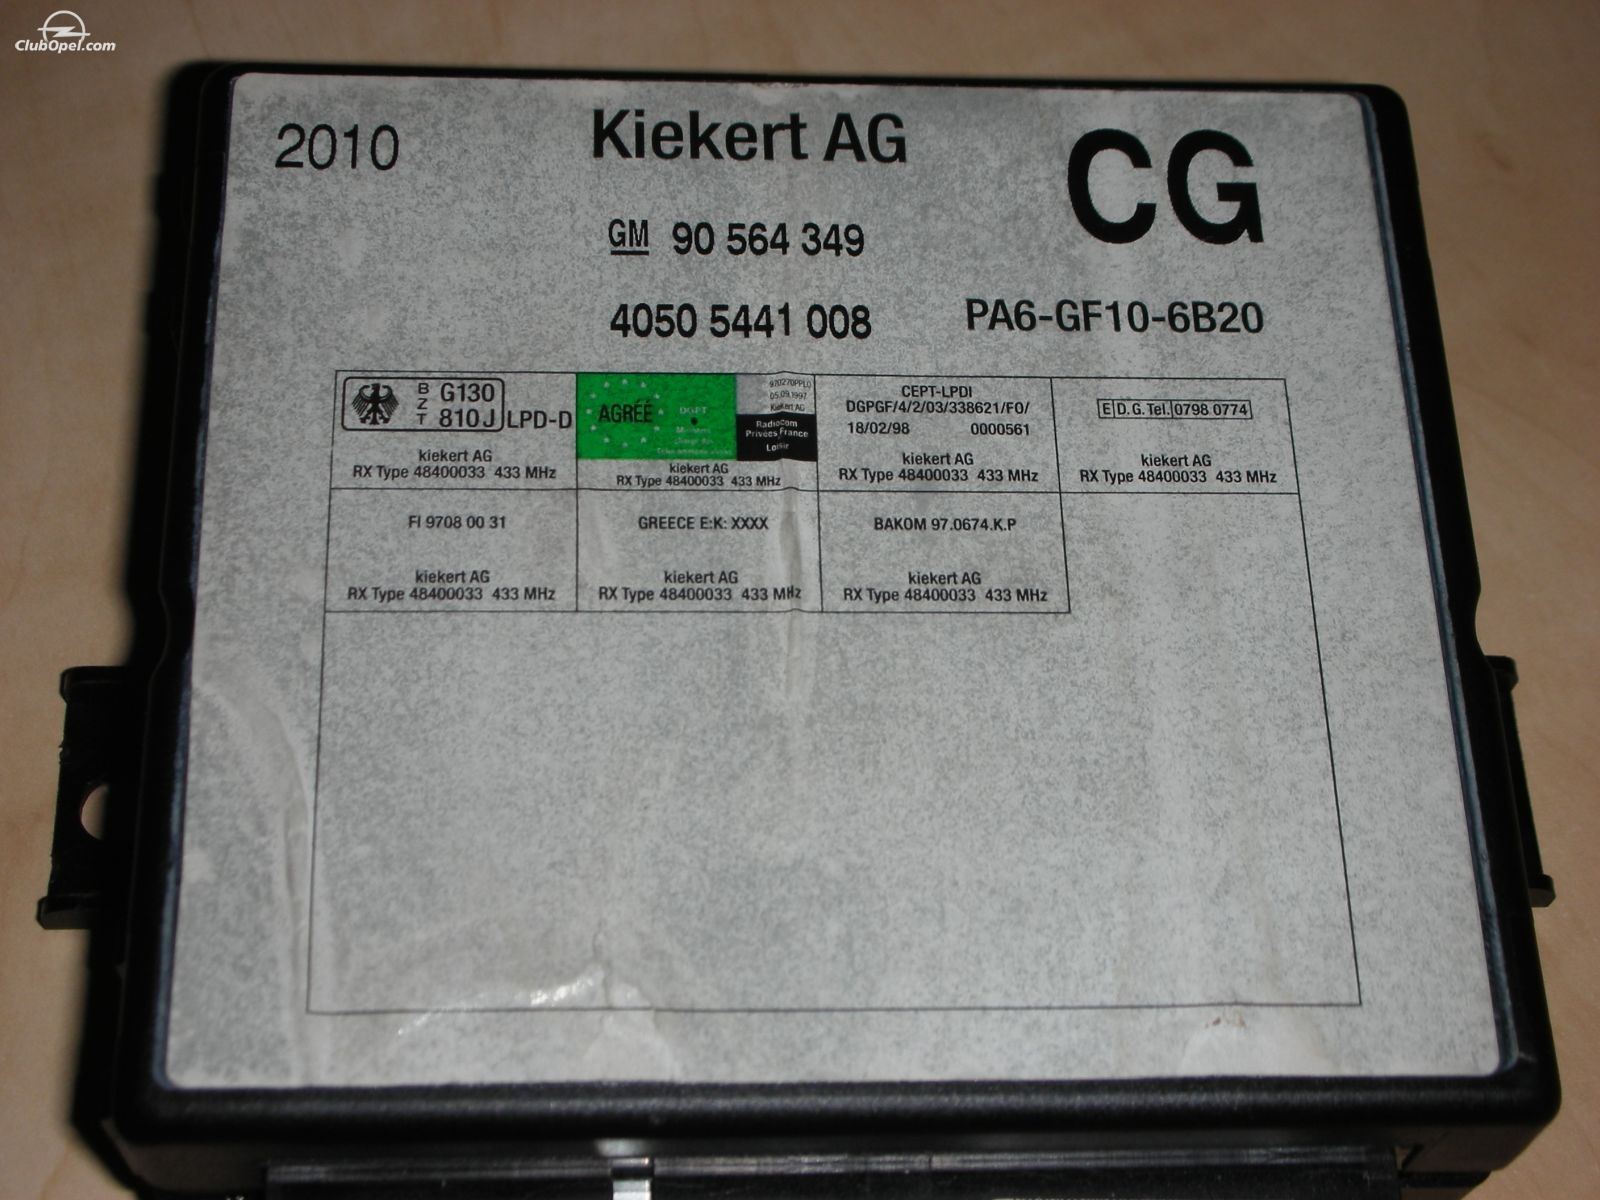 ClubOpel.com
2010
Kiekert AG
CG
GM 90 564 349
4050 5441 008
PA6-GF10-6B20
BZT G130 810J LPD-D
kiekert AG
RX Type 48400033 433 MHz
AGRÉÉ
DGPT
970270PPL0
05.09.1997
Kiekert AG
Radiocom
Privées France
Loisir
kiekert AG
RX Type 48400033 433 MHz
CEPT-LPDI
DGPGF/4/2/03/338621/F0/
18/02/98 0000561
kiekert AG
RX Type 48400033 433 MHz
E D.G.Tel. 0798 0774
kiekert AG
RX Type 48400033 433 MHz
FI 9708 00 31
kiekert AG
RX Type 48400033 433 MHz
GREECE E:K: XXXX
kiekert AG
RX Type 48400033 433 MHz
BAKOM 97.0674.K.P
kiekert AG
RX Type 48400033 433 MHz